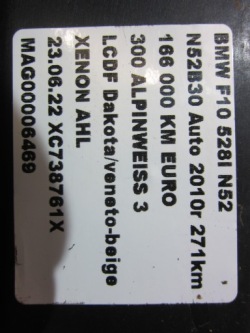 BMW F10 528I N52
N52B30 Auto 2010r 271km
166 000 KM EURO
300 ALPINWEISS 3
LCDF Dakota/veneto-beige
XENON AHL
23.06.22 XC738761X
MAG00006469